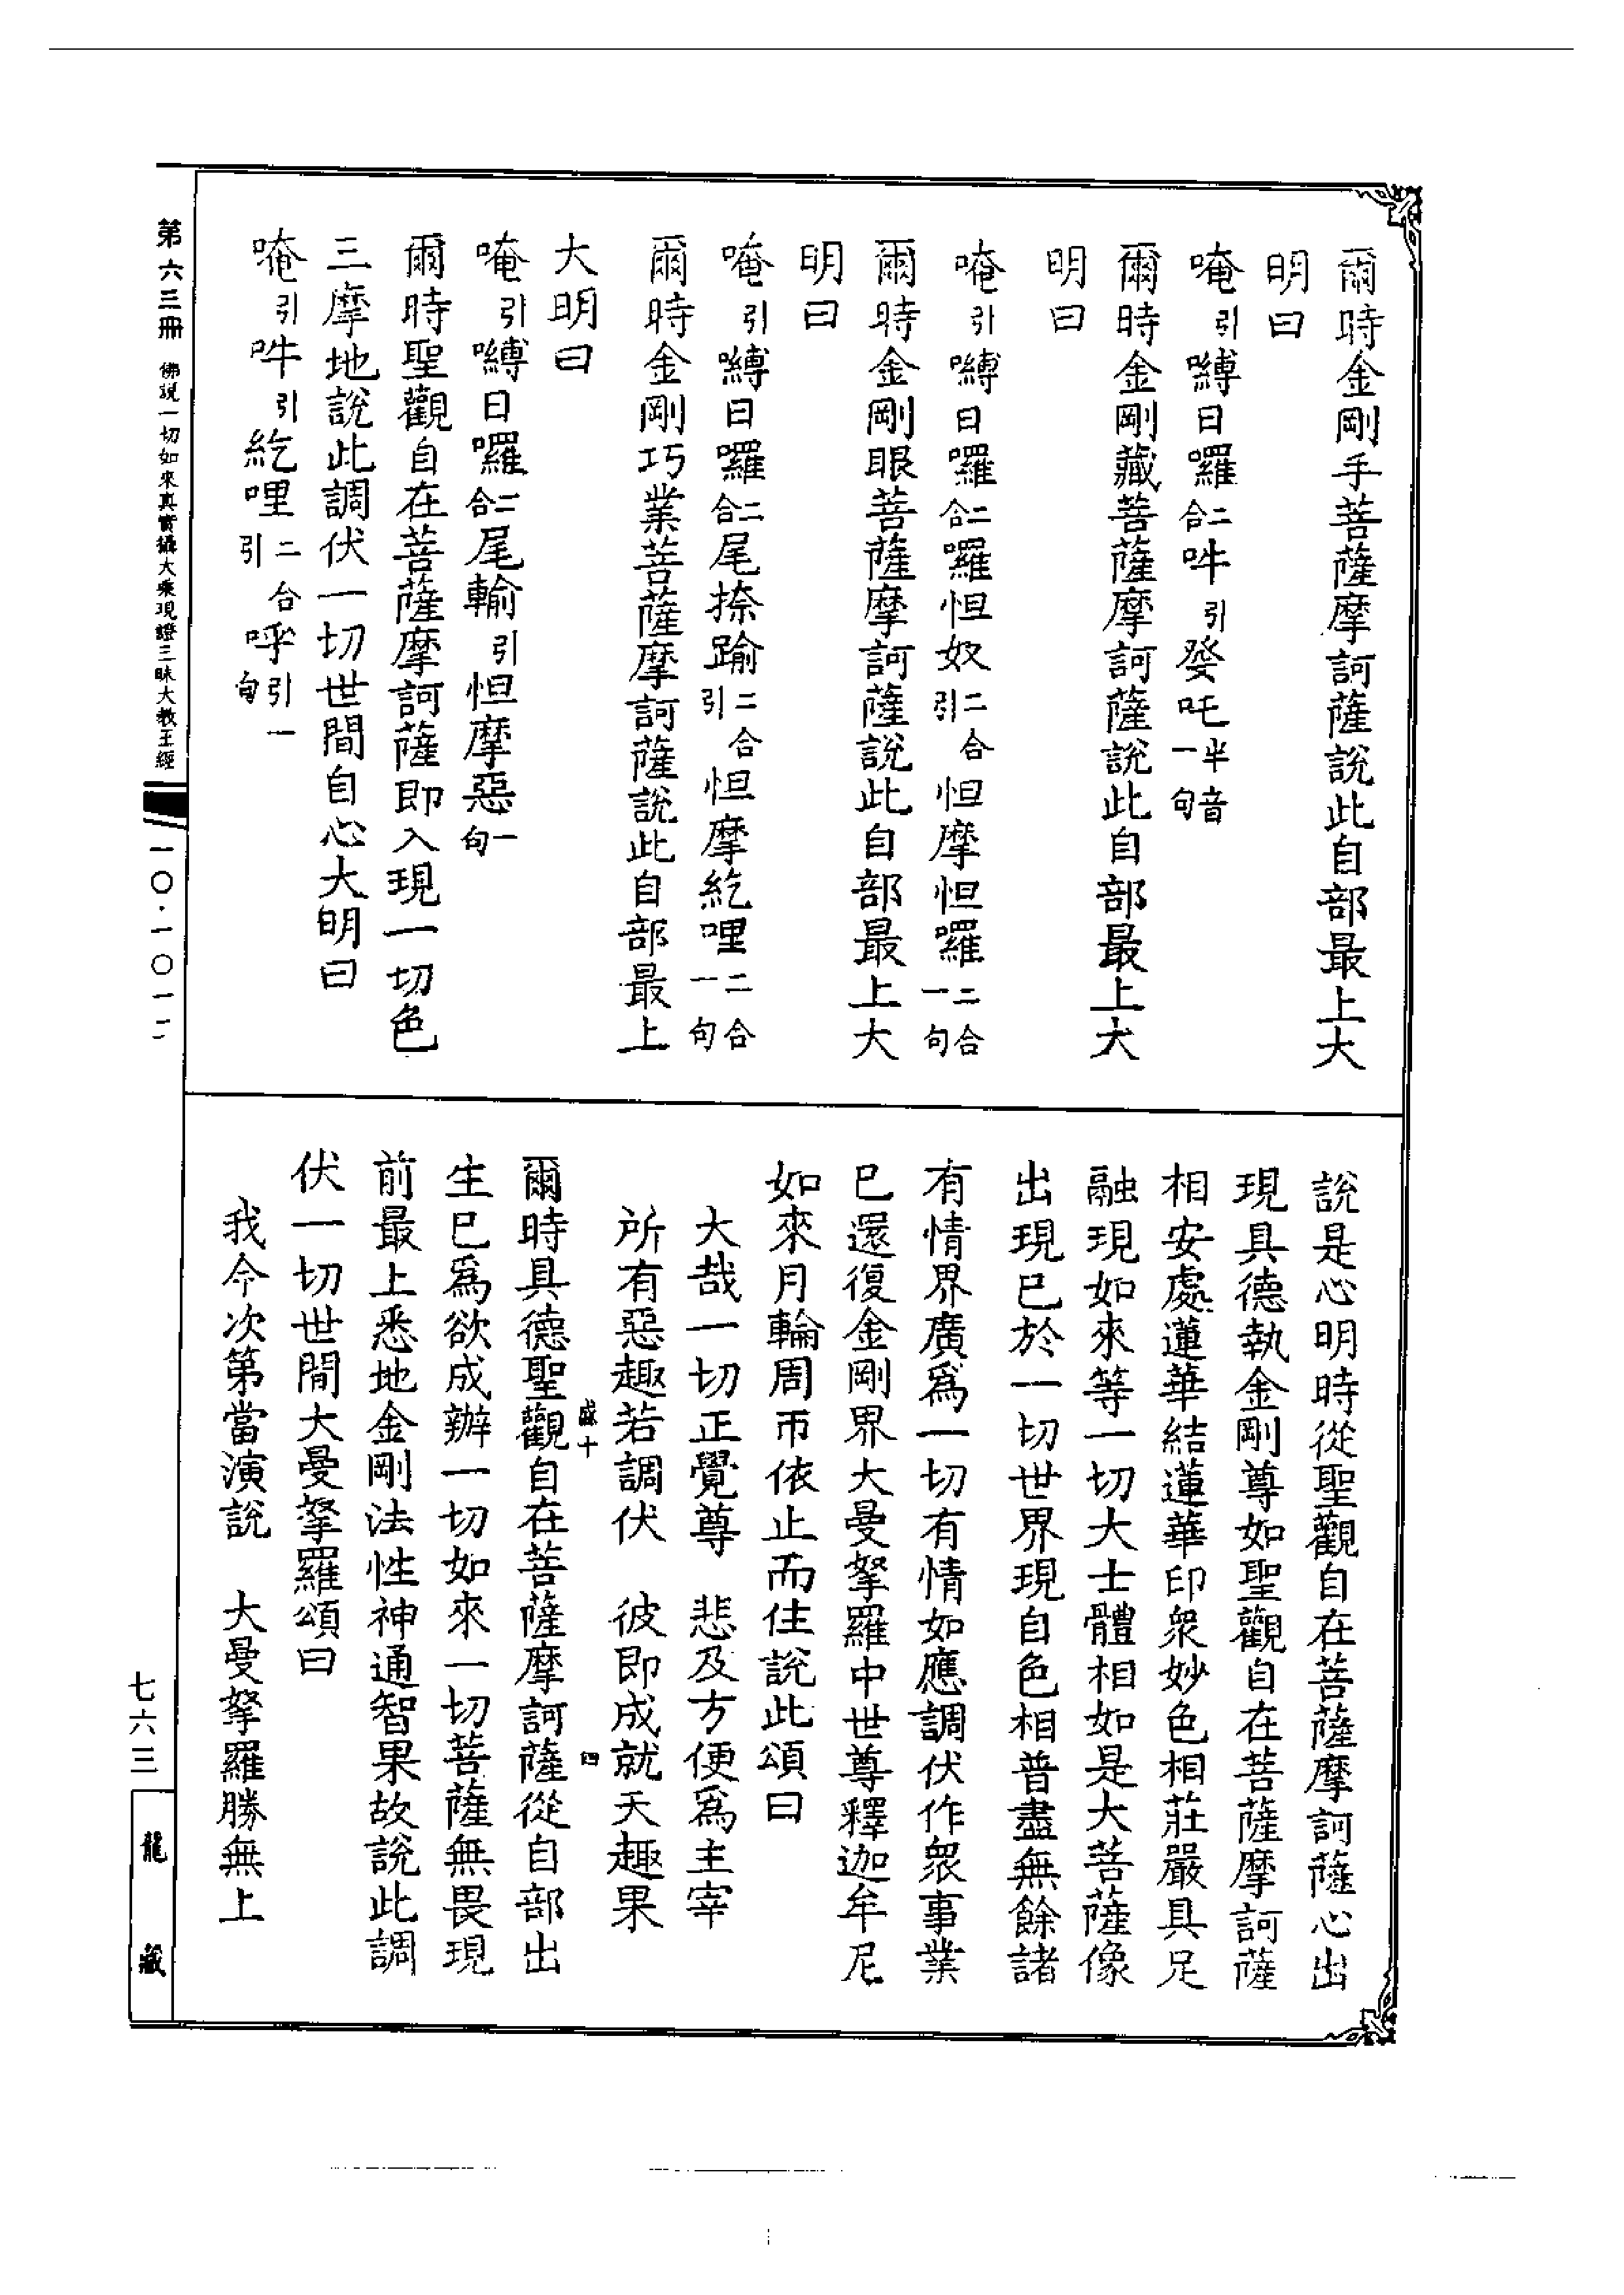 爾時金剛手菩薩摩訶薩說此自部最上大
明曰
唵引嚩日囉二合吽引癹吒半音一句
爾時金剛藏菩薩摩訶薩說此自部最上大
明曰
唵引嚩日囉二合囉怛奴二合引怛摩怛囉二合一句
爾時金剛眼菩薩摩訶薩說此自部最上大
明曰
唵引嚩日囉二合尾捺踰二合引怛摩紇哩二合一句
爾時金剛巧業菩薩摩訶薩說此自部最上
大明曰
唵引嚩日囉二合尾輸引怛摩惡一句
爾時聖觀自在菩薩摩訶薩即入現一切色
三摩地說此調伏一切世間自心大明曰
唵引吽引紇哩二合引呼引一句
說是心明時從聖觀自在菩薩摩訶薩心出
現具德執金剛尊如聖觀自在菩薩摩訶薩
相安處蓮華結蓮華印衆妙色相莊嚴具足
融現如來等一切大士體相如是大菩薩像
出現已於一切世界現自色相普盡無餘諸
有情界廣爲一切有情如應調伏作衆事業
已還復金剛界大曼拏羅中世尊釋迦牟尼
如來月輪周帀依止而住說此頌曰
大哉一切正覺尊　悲及方便爲主宰
所有惡趣若調伏　彼即成就天趣果
爾時具德聖觀自在菩薩摩訶薩從自部出
生已爲欲成辦一切如來一切菩薩無畏現
前最上悉地金剛法性神通智果故說此調
伏一切世間大曼拏羅頌曰
我今次第當演說　大曼拏羅勝無上
十　四
第六三冊　佛說一切如來真實攝大乘現證三昧大教王經
一〇·一〇一二
七六三
龍藏